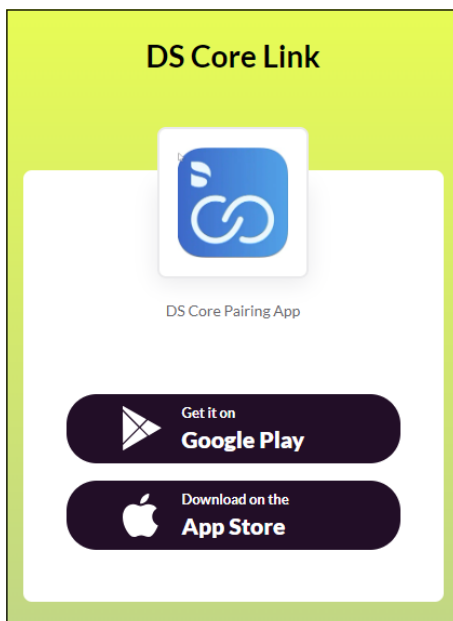 DS Core Link
DS Core Pairing App
Get it on
Google Play
Download on the
App Store